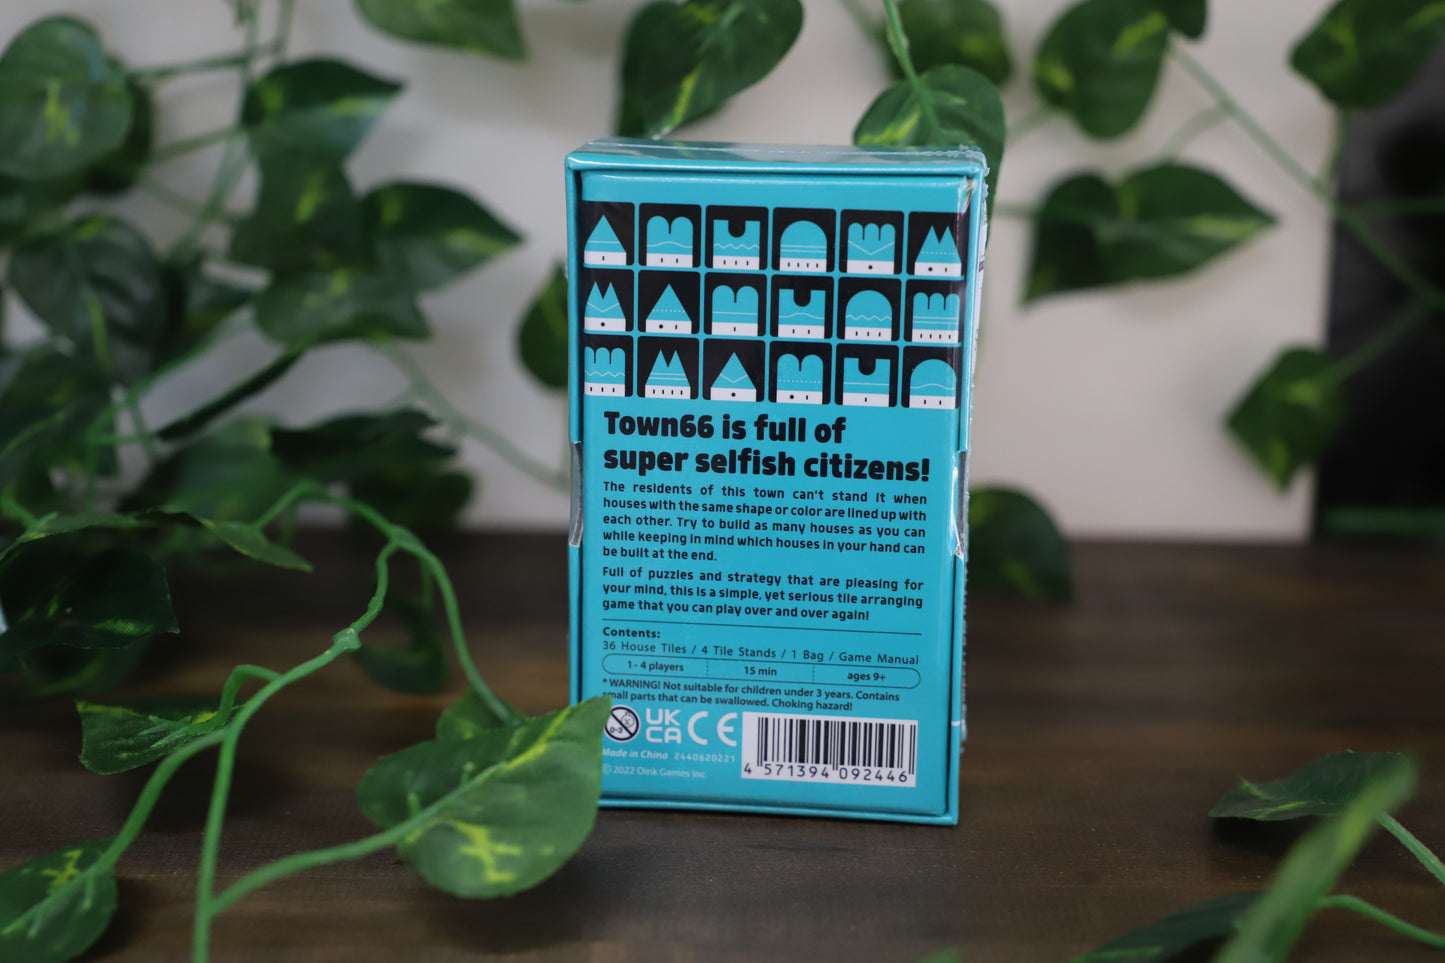 Town66 is full of
super selfish citizens!
The residents of this town can't stand it when
houses with the same shape or color are lined up with
each other. Try to build as many houses as you can
while keeping in mind which houses in your hand can
be built at the end.
Full of puzzles and strategy that are pleasing for
your mind, this is a simple, yet serious tile arranging
game that you can play over and over again!
Contents:
36 House Tiles / 4 Tile Stands / 1 Bag / Game Manual
1 - 4 players 15 min ages 9+
* WARNING! Not suitable for children under 3 years. Contains
small parts that can be swallowed. Choking hazard!
0-3 UK CA CE
Made in China 2440620221
© 2022 Oink Games Inc.
4 571394 092446